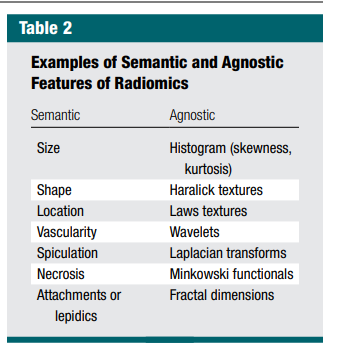 Table 2
Examples of Semantic and Agnostic
Features of Radiomics
Semantic Agnostic
Size Histogram (skewness,
kurtosis)
Shape Haralick textures
Location Laws textures
Vascularity Wavelets
Spiculation Laplacian transforms
Necrosis Minkowski functionals
Attachments or Fractal dimensions
lepidics